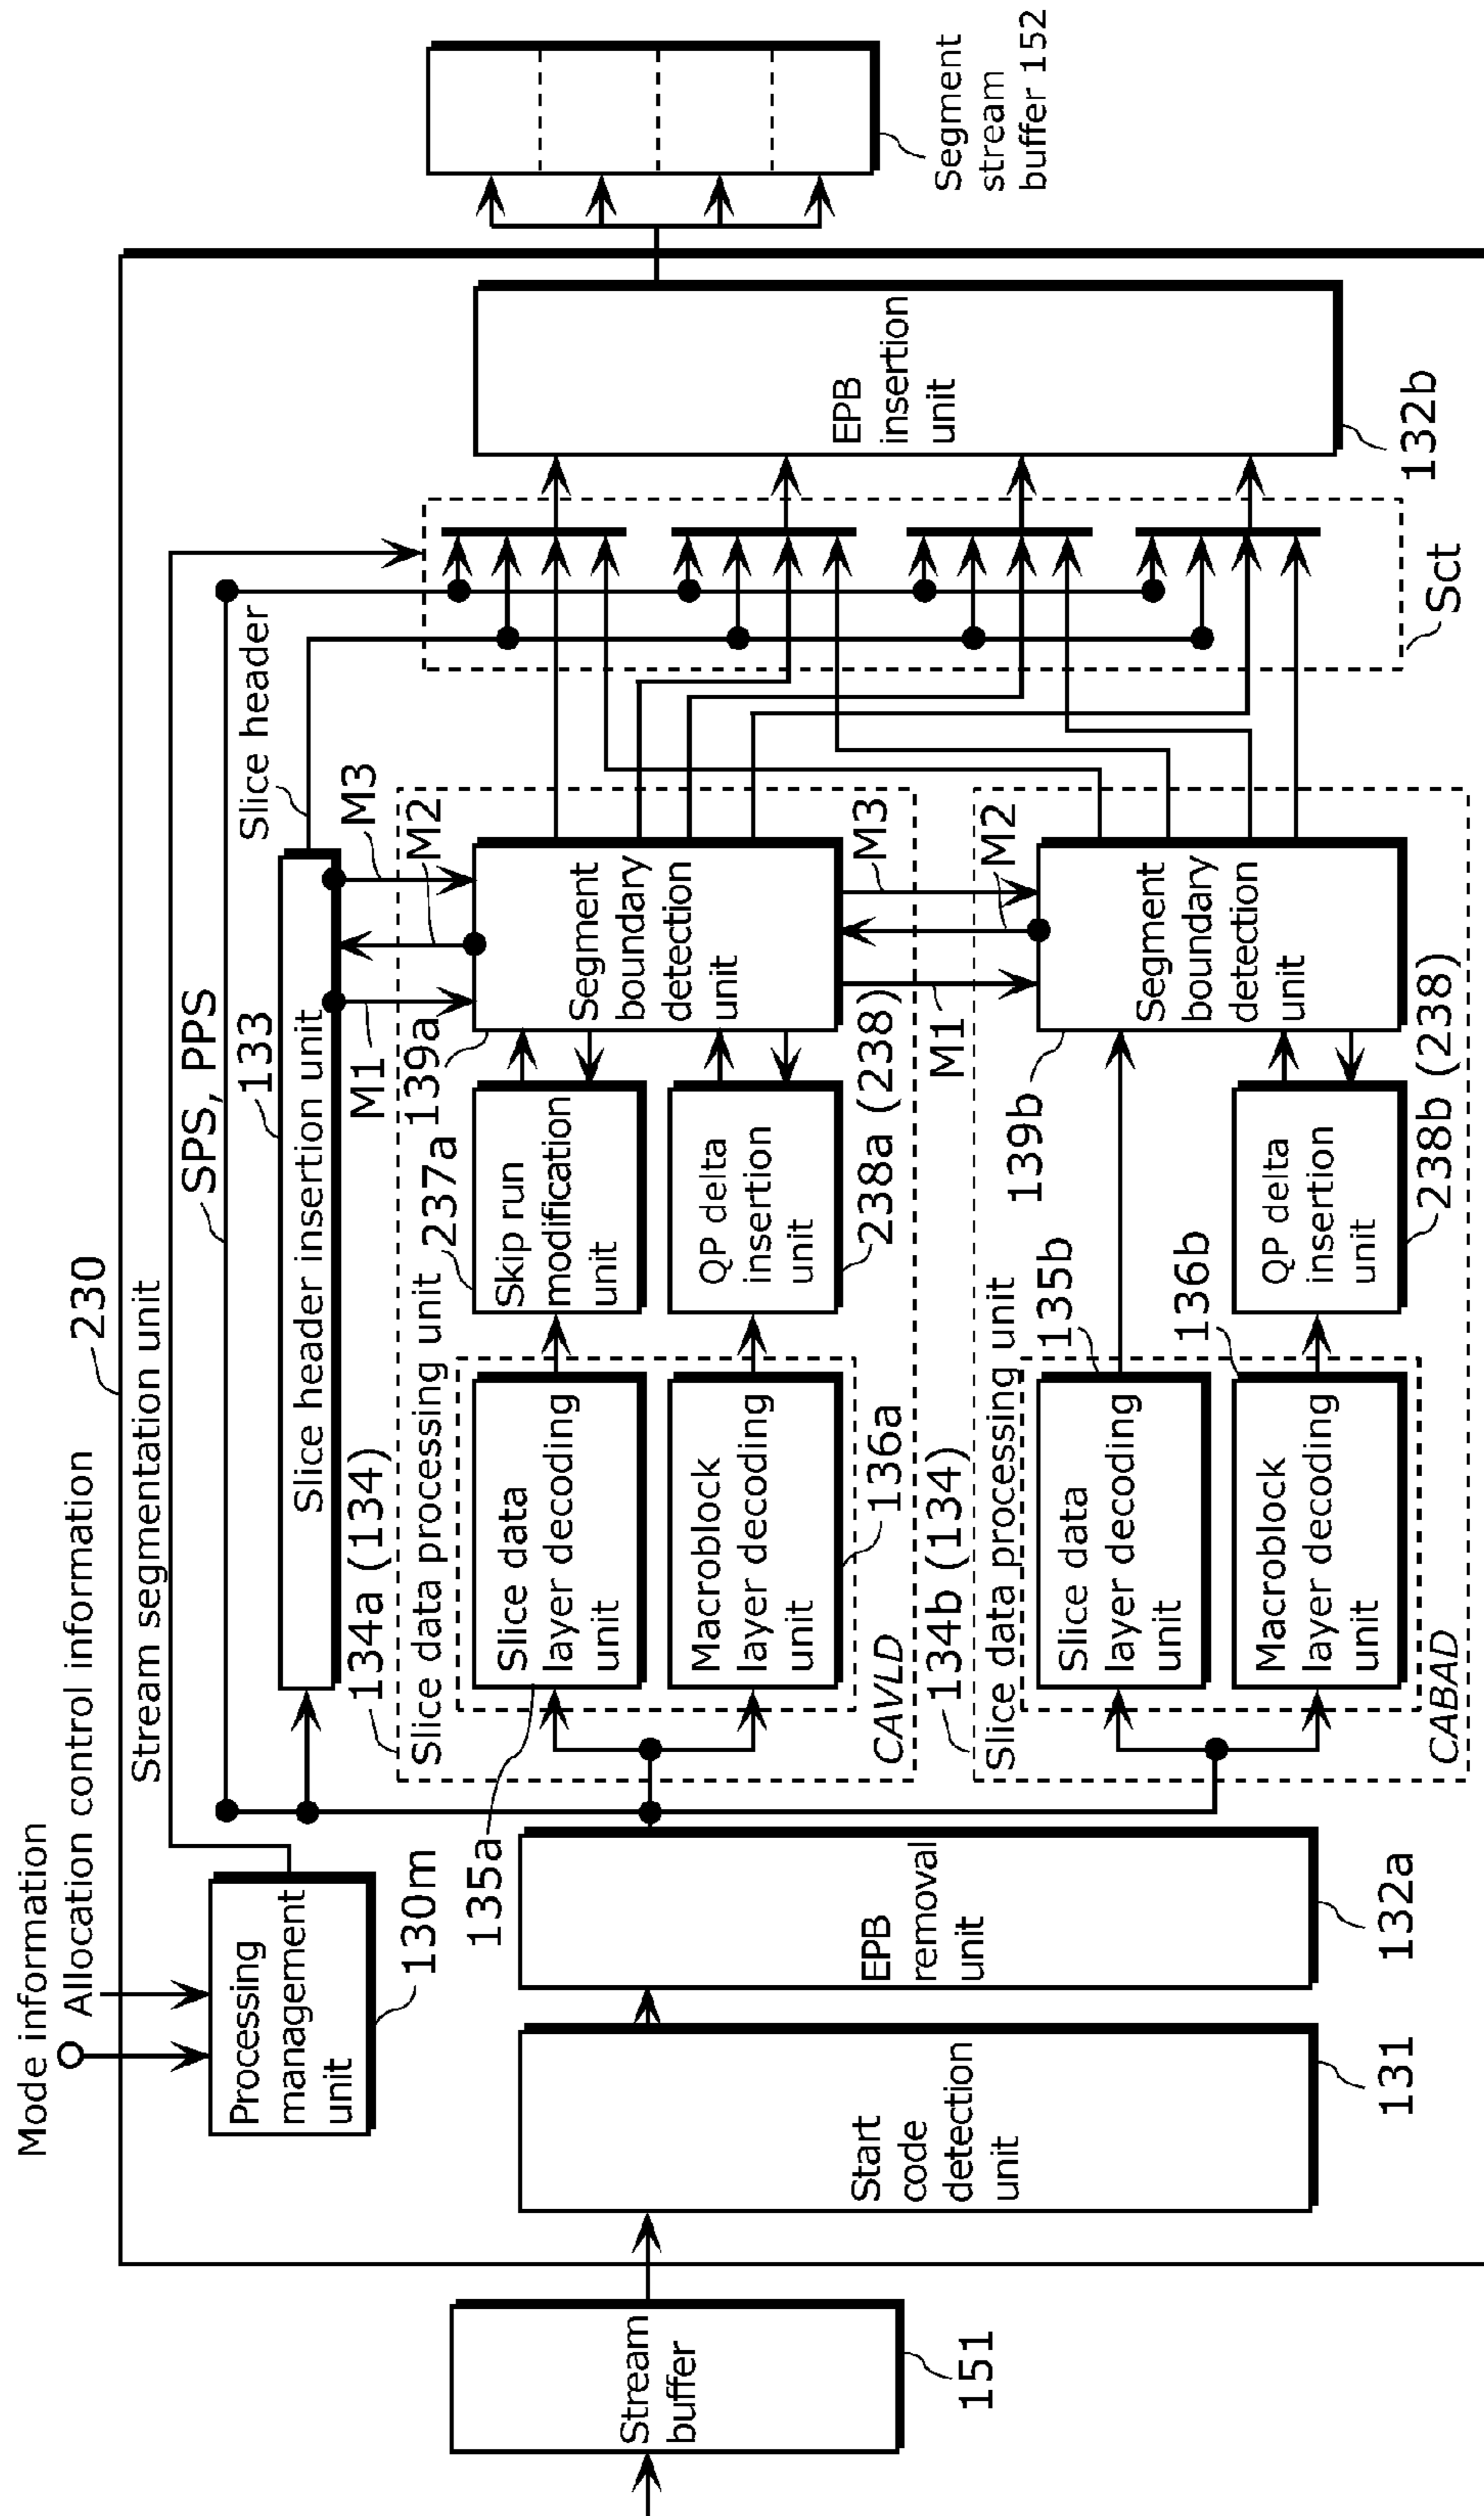 Mode information
Allocation control information
230
Stream segmentation unit
Processing
management
unit
130m
SPS, PPS
133
Slice header insertion unit
Slice header
M1
M3
M2
134a (134)
Slice data processing unit
135a
Slice data
layer decoding
unit
Macroblock
layer decoding
unit
136a
CAVLD
237a
Skip run
modification
unit
QP delta
insertion
unit
238a (238)
139a
Segment
boundary
detection
unit
M1
M3
M2
134b (134)
Slice data processing unit
135b
Slice data
layer decoding
unit
136b
Macroblock
layer decoding
unit
CABAD
QP delta
insertion
unit
238b (238)
139b
Segment
boundary
detection
unit
Stream
buffer
151
Start
code
detection
unit
131
EPB
removal
unit
132a
Sct
EPB
insertion
unit
132b
Segment
stream
buffer 152